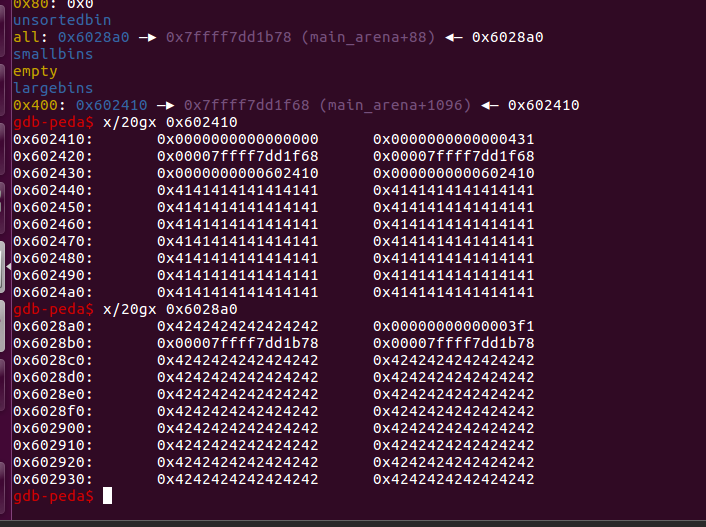 0x80: 0x0
unsortedbin
all: 0x6028a0 —▸ 0x7ffff7dd1b78 (main_arena+88) ◂— 0x6028a0
smallbins
empty
largebins
0x400: 0x602410 —▸ 0x7ffff7dd1f68 (main_arena+1096) ◂— 0x602410
gdb-peda$ x/20gx 0x602410
0x602410: 0x0000000000000000 0x0000000000000431
0x602420: 0x00007ffff7dd1f68 0x00007ffff7dd1f68
0x602430: 0x0000000000602410 0x0000000000602410
0x602440: 0x4141414141414141 0x4141414141414141
0x602450: 0x4141414141414141 0x4141414141414141
0x602460: 0x4141414141414141 0x4141414141414141
0x602470: 0x4141414141414141 0x4141414141414141
0x602480: 0x4141414141414141 0x4141414141414141
0x602490: 0x4141414141414141 0x4141414141414141
0x6024a0: 0x4141414141414141 0x4141414141414141
gdb-peda$ x/20gx 0x6028a0
0x6028a0: 0x4242424242424242 0x00000000000003f1
0x6028b0: 0x00007ffff7dd1b78 0x00007ffff7dd1b78
0x6028c0: 0x4242424242424242 0x4242424242424242
0x6028d0: 0x4242424242424242 0x4242424242424242
0x6028e0: 0x4242424242424242 0x4242424242424242
0x6028f0: 0x4242424242424242 0x4242424242424242
0x602900: 0x4242424242424242 0x4242424242424242
0x602910: 0x4242424242424242 0x4242424242424242
0x602920: 0x4242424242424242 0x4242424242424242
0x602930: 0x4242424242424242 0x4242424242424242
gdb-peda$